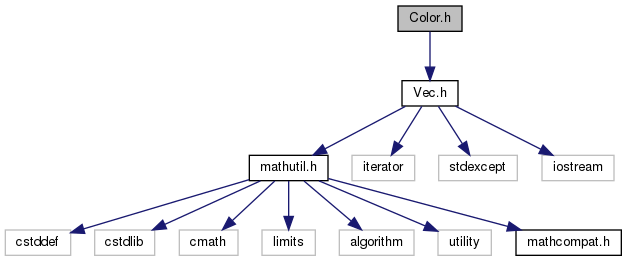 Color.h
Vec.h
mathutil.h
iterator
stdexcept
iostream
cstddef
cstdlib
cmath
limits
algorithm
utility
mathcompat.h